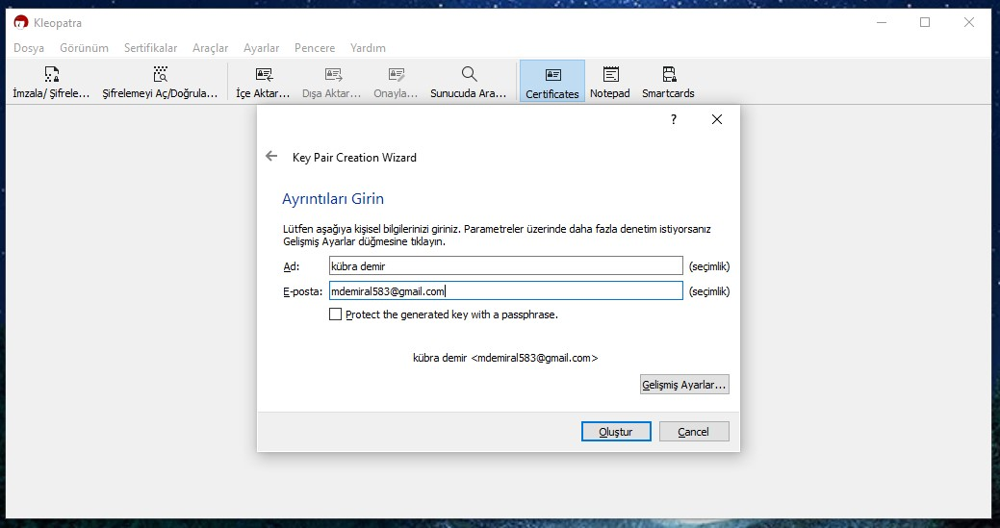 Kleopatra
Dosya Görünüm Sertifikalar Araçlar Ayarlar Pencere Yardım
İmzala/ Şifrele... Şifrelemeyi Aç/Doğrula... İçe Aktar... Dışa Aktar... Onayla... Sunucuda Ara... Certificates Notepad Smartcards
?
Key Pair Creation Wizard
Ayrıntıları Girin
Lütfen aşağıya kişisel bilgilerinizi giriniz. Parametreler üzerinde daha fazla denetim istiyorsanız
Gelişmiş Ayarlar düğmesine tıklayın.
Ad: kübra demir (seçimlik)
E-posta: mdemiral583@gmail.com (seçimlik)
Protect the generated key with a passphrase.
kübra demir <mdemiral583@gmail.com>
Gelişmiş Ayarlar...
Oluştur Cancel